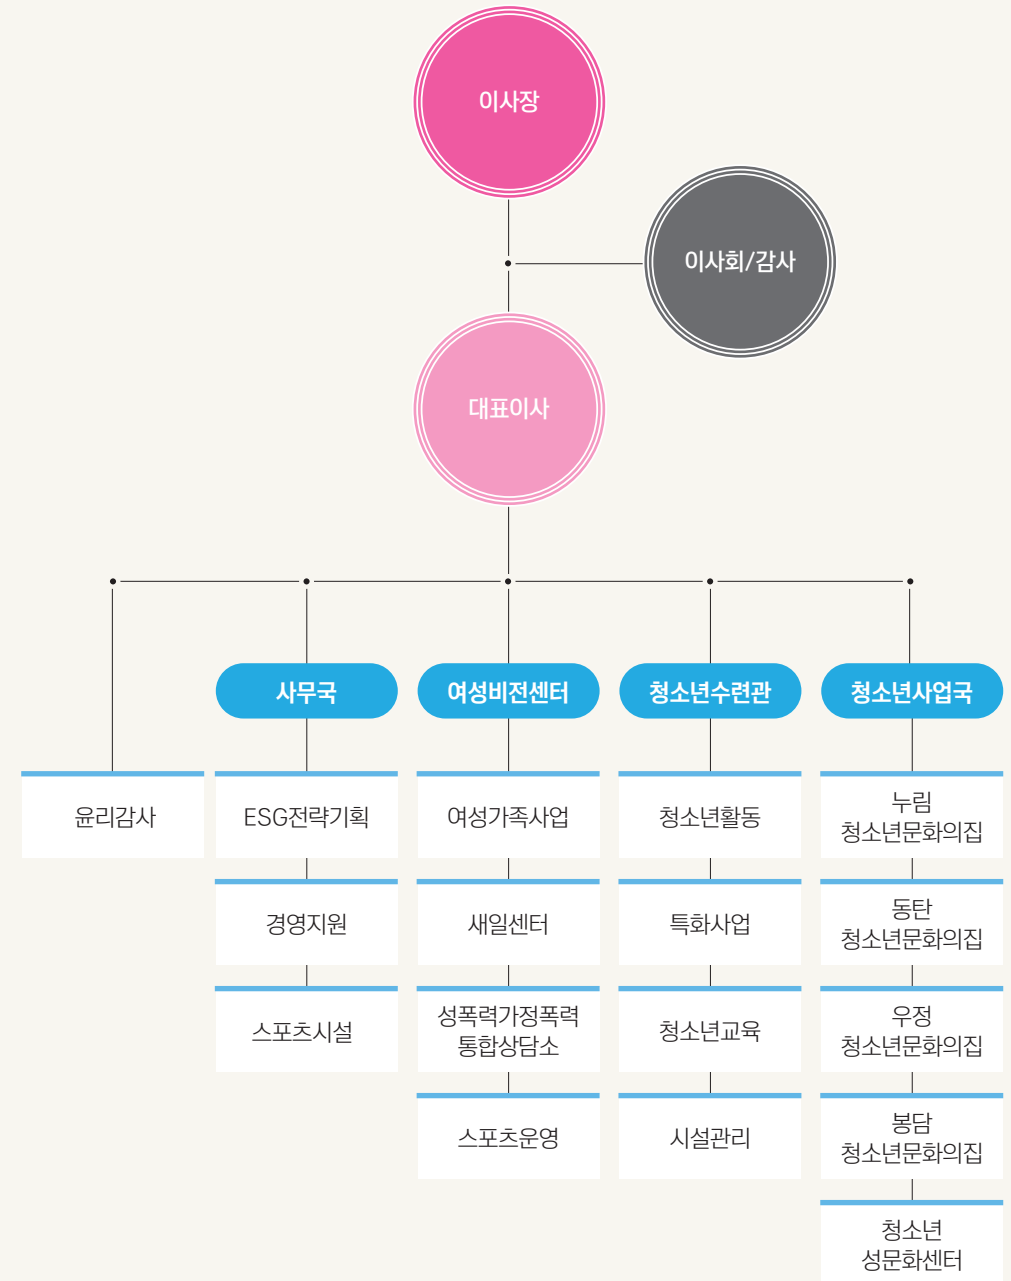 이사장
이사회/감사
대표이사
사무국
여성비전센터
청소년수련관
청소년사업국
윤리감사
ESG전략기획
여성가족사업
청소년활동
누림
청소년문화의집
경영지원
새일센터
특화사업
동탄
청소년문화의집
스포츠시설
성폭력가정폭력
통합상담소
청소년교육
우정
청소년문화의집
스포츠운영
시설관리
봉담
청소년문화의집
청소년
성문화센터